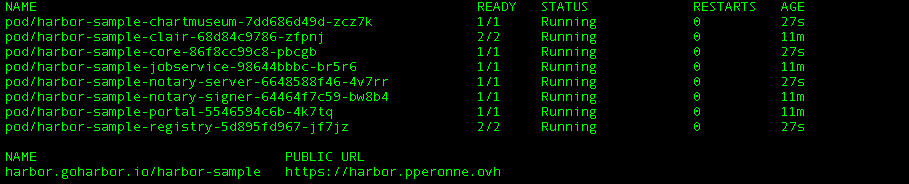 NAME READY STATUS RESTARTS AGE
pod/harbor-sample-chartmuseum-7dd686d49d-zcz7k 1/1 Running 0 27s
pod/harbor-sample-clair-68d84c9786-zfpnj 2/2 Running 0 11m
pod/harbor-sample-core-86f8cc99c8-pbcgb 1/1 Running 0 27s
pod/harbor-sample-jobservice-98644bbbc-br5r6 1/1 Running 0 11m
pod/harbor-sample-notary-server-6648588f46-4v7rr 1/1 Running 0 27s
pod/harbor-sample-notary-signer-64464f7c59-bw8b4 1/1 Running 0 11m
pod/harbor-sample-portal-5546594c6b-4k7tq 1/1 Running 0 11m
pod/harbor-sample-registry-5d895fd967-jf7jz 2/2 Running 0 27s
NAME PUBLIC URL
harbor.goharbor.io/harbor-sample https://harbor.pperonne.ovh